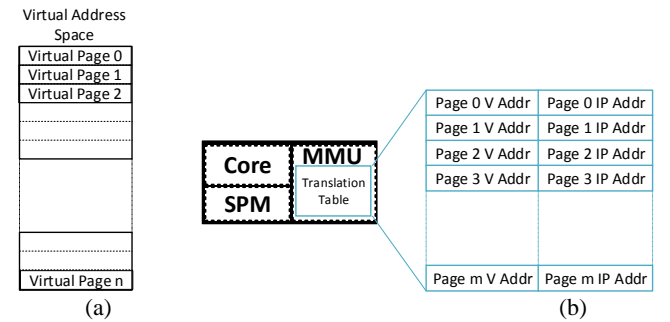 Virtual Address
Space
Virtual Page 0
Virtual Page 1
Virtual Page 2
Virtual Page n
(a)
Core
SPM
MMU
Translation
Table
Page 0 V Addr Page 0 IP Addr
Page 1 V Addr Page 1 IP Addr
Page 2 V Addr Page 2 IP Addr
Page 3 V Addr Page 3 IP Addr
Page m V Addr Page m IP Addr
(b)